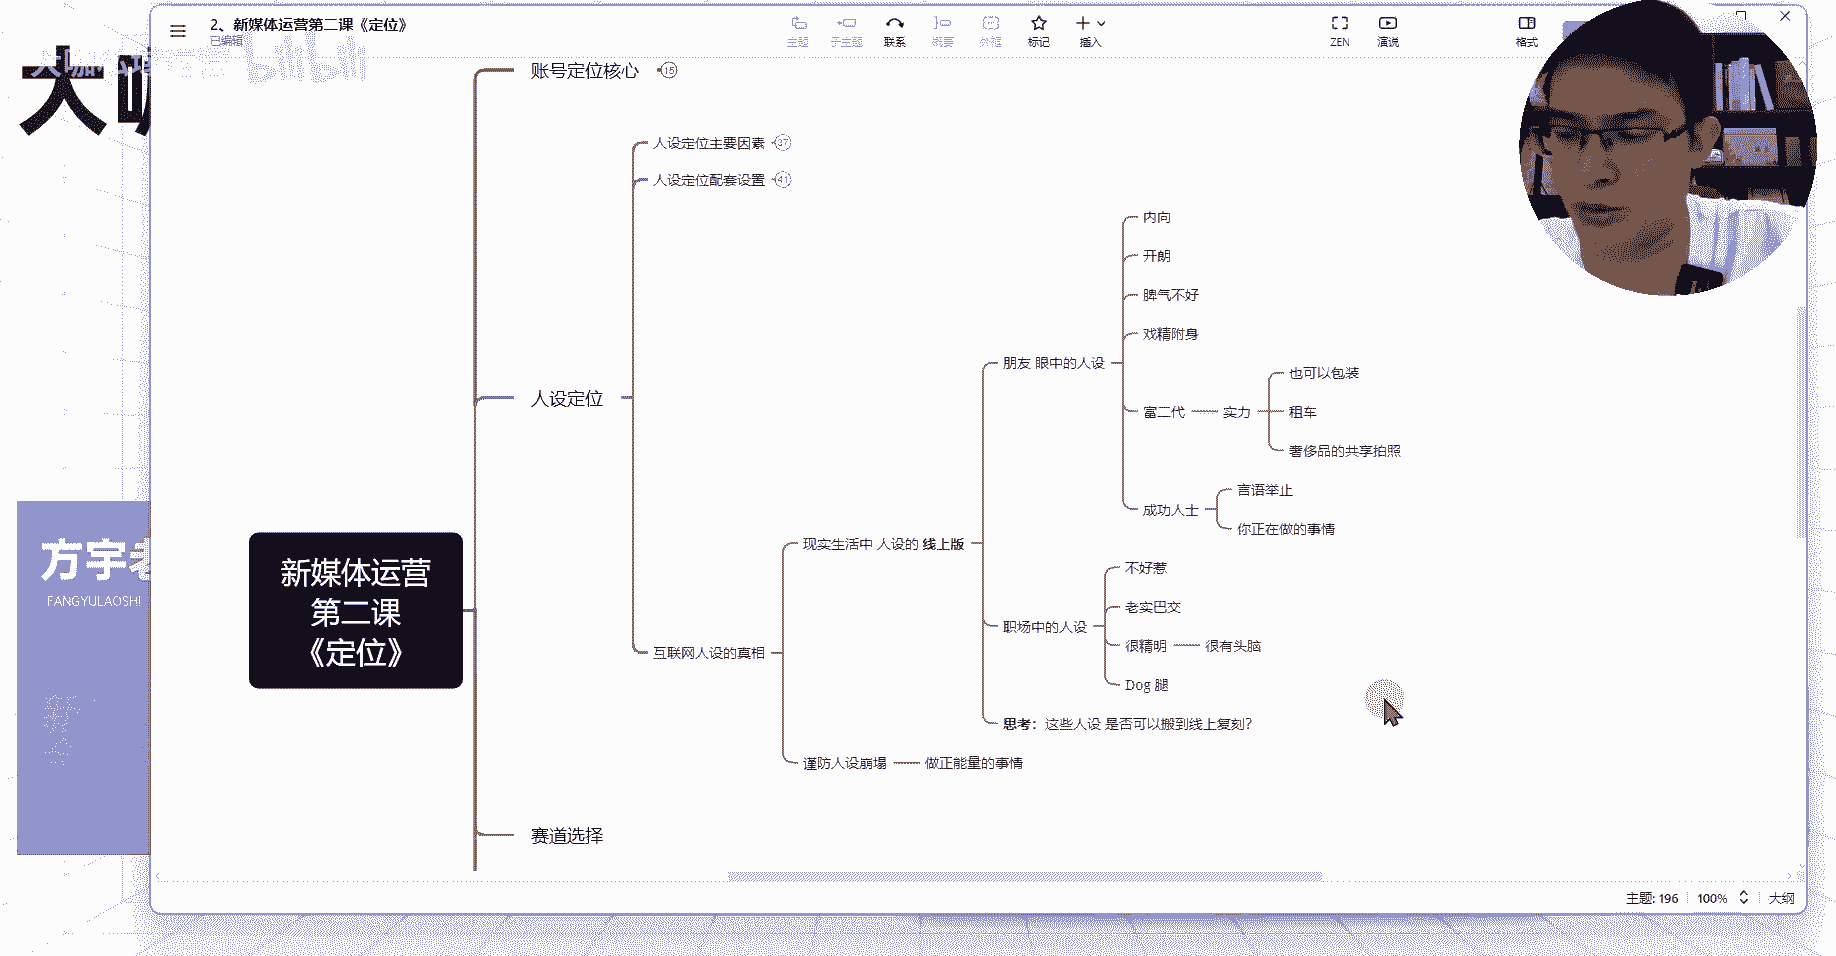 2、新媒体运营第二课《定位》
已编辑
主题
子主题
联系
概要
外框
标记
插入
ZEN
演说
格式
bilibili
大咖
账号定位核心
15
人设定位主要因素
37
人设定位配套设置
41
内向
开朗
脾气不好
戏精附身
朋友 眼中的人设
也可以包装
富二代
实力
租车
人设定位
奢侈品的共享拍照
言语举止
成功人士
你正在做的事情
现实生活中 人设的 线上版
不好惹
方宇老
FANGYULAOSHI
新媒体运营
第二课
《定位》
老实巴交
职场中的人设
很精明
很有头脑
互联网人设的真相
Dog 腿
思考：这些人设 是否可以搬到线上复刻？
谨防人设崩塌
做正能量的事情
赛道选择
主题: 196
100%
大纲